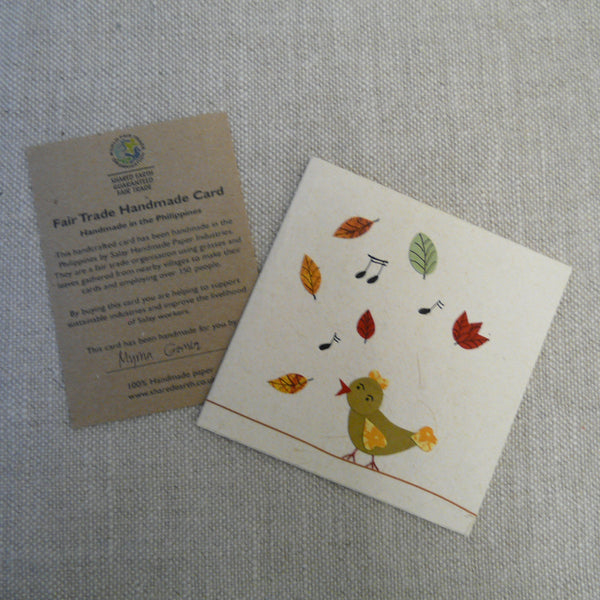 SHARED EARTH
GUARANTEED
FAIR TRADE
Fair Trade Handmade Card
Handmade in the Philippines
This handcrafted card has been handmade in the
Philippines by Salay Handmade Paper Industries.
They are a fair trade organisation using grasses and
leaves gathered from nearby villages to make their
cards and employing over 150 people.
By buying this card you are helping to support
sustainable industries and improve the livelihood
of Salay workers.
This card has been handmade for you by
Myrna
100% Handmade paper
www.sharedearth.co.uk